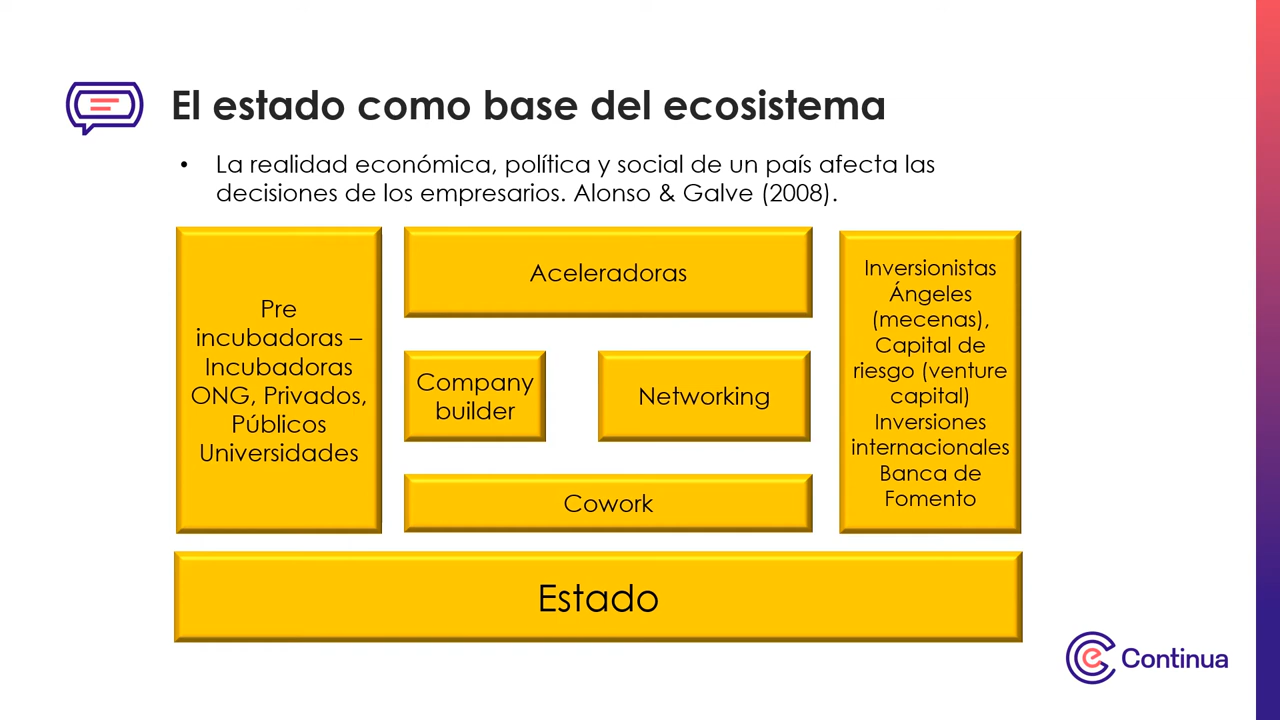 El estado como base del ecosistema
• La realidad económica, política y social de un país afecta las
decisiones de los empresarios. Alonso & Galve (2008).
Pre
incubadoras –
Incubadoras
ONG, Privados,
Públicos
Universidades
Aceleradoras
Company
builder
Networking
Cowork
Inversionistas
Ángeles
(mecenas),
Capital de
riesgo (venture
capital)
Inversiones
internacionales
Banca de
Fomento
Estado
Continua